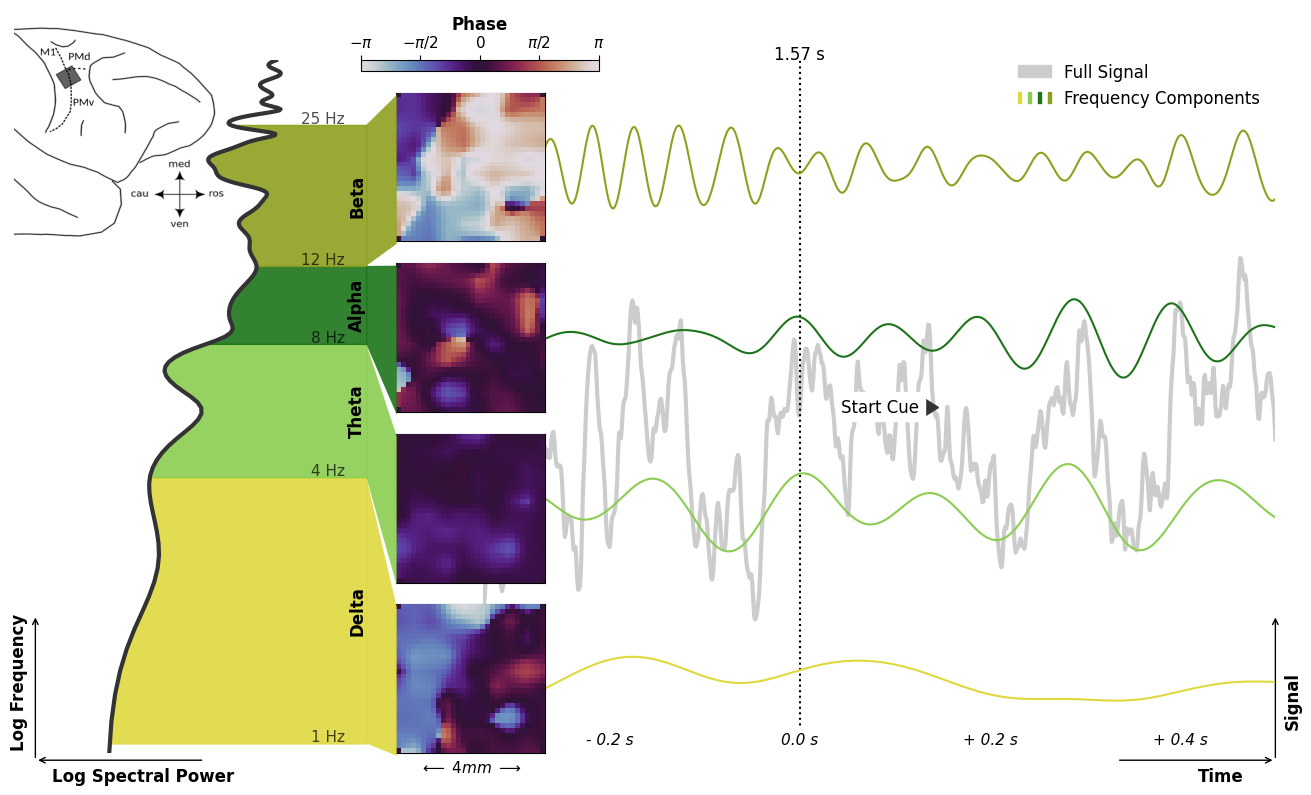 Phase
−π −π/2 0 π/2 π
1.57 s
M1
PMd
PMv
med
cau ros
ven
Full Signal
Frequency Components
25 Hz
Beta
12 Hz
Alpha
8 Hz
Theta
4 Hz
Delta
1 Hz
Start Cue
- 0.2 s 0.0 s + 0.2 s + 0.4 s
← 4mm →
Log Frequency
Log Spectral Power
Signal
Time